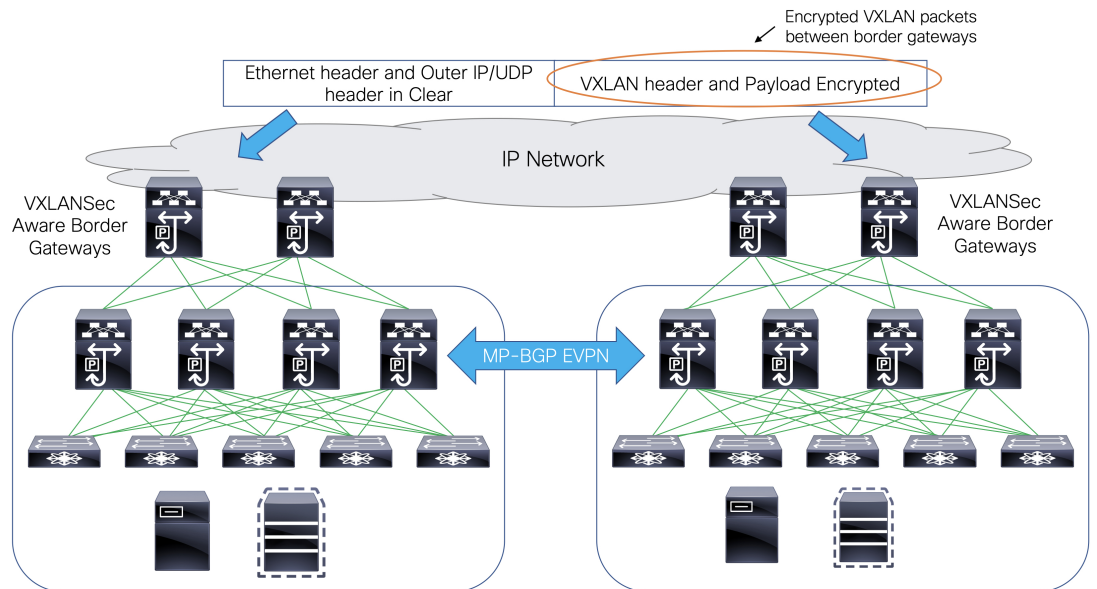 Encrypted VXLAN packets
between border gateways
Ethernet header and Outer IP/UDP
header in Clear
VXLAN header and Payload Encrypted
IP Network
VXLANSec
Aware Border
Gateways
VXLANSec
Aware Border
Gateways
P
P
P
P
P
P
P
P
MP-BGP EVPN
P
P
P
P